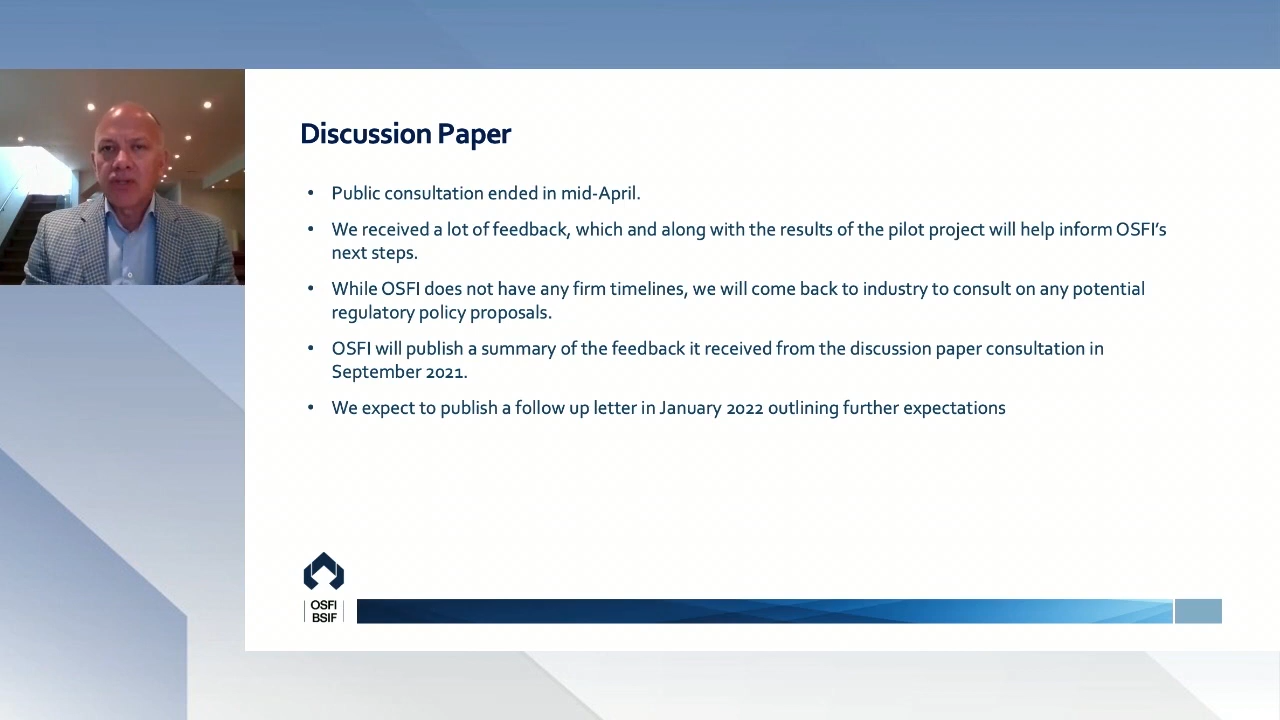 Discussion Paper
• Public consultation ended in mid-April.
• We received a lot of feedback, which and along with the results of the pilot project will help inform OSFI's
next steps.
• While OSFI does not have any firm timelines, we will come back to industry to consult on any potential
regulatory policy proposals.
• OSFI will publish a summary of the feedback it received from the discussion paper consultation in
September 2021.
• We expect to publish a follow up letter in January 2022 outlining further expectations
OSFI
BSIF